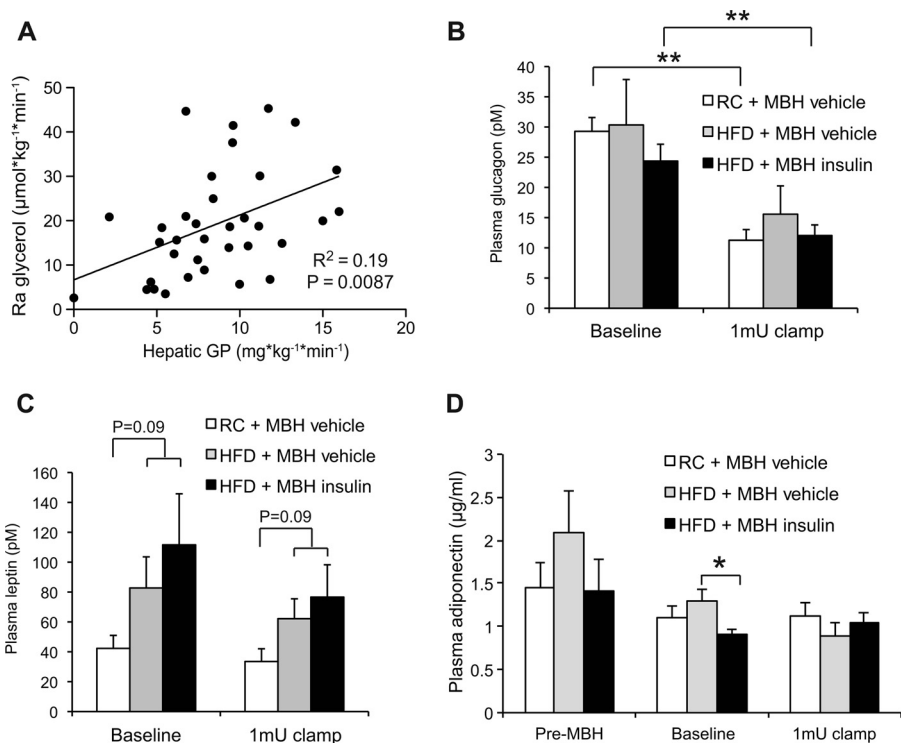 A
Ra glycerol (μmol*kg⁻¹*min⁻¹)
50
40
30
20
10
0
R² = 0.19
P = 0.0087
0 5 10 15 20
Hepatic GP (mg*kg⁻¹*min⁻¹)
B
**
**
Plasma glucagon (pM)
40
35
30
25
20
15
10
5
0
RC + MBH vehicle
HFD + MBH vehicle
HFD + MBH insulin
Baseline 1mU clamp
C
RC + MBH vehicle
HFD + MBH vehicle
HFD + MBH insulin
P=0.09
P=0.09
Plasma leptin (pM)
160
140
120
100
80
60
40
20
0
Baseline 1mU clamp
D
RC + MBH vehicle
HFD + MBH vehicle
HFD + MBH insulin
*
Plasma adiponectin (μg/ml)
3
2.5
2
1.5
1
0.5
0
Pre-MBH Baseline 1mU clamp